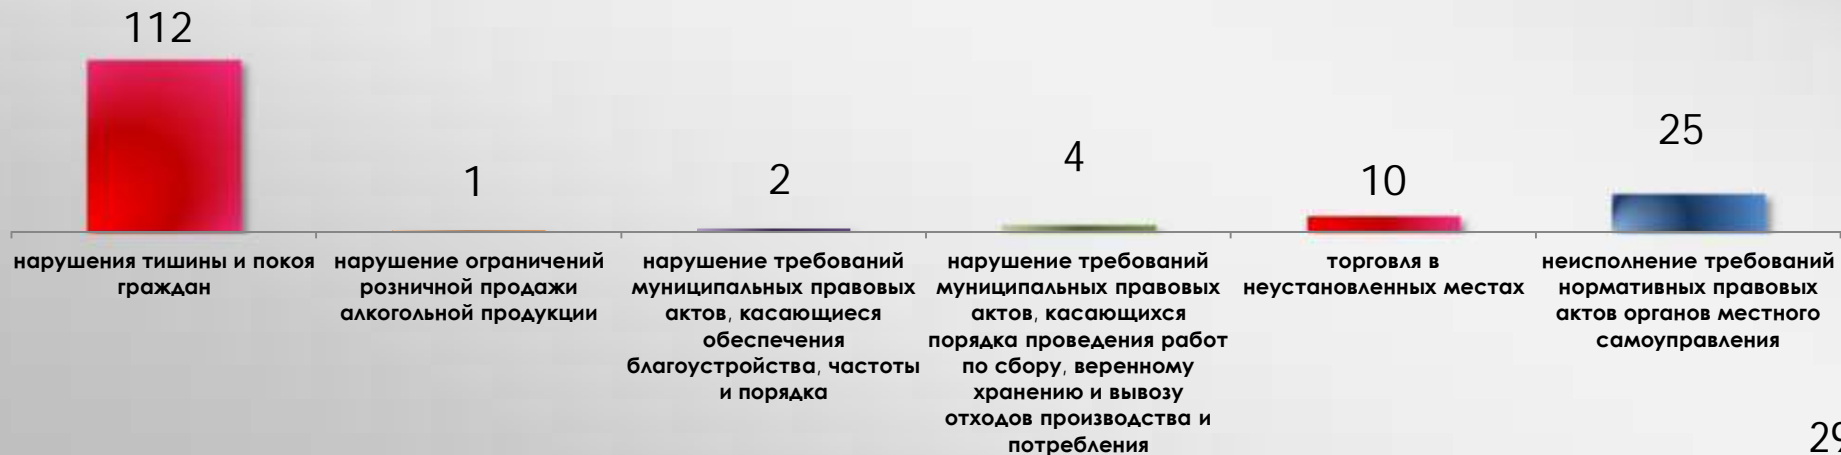 112
1
2
4
10
25
нарушения тишины и покоя
граждан
нарушение ограничений
розничной продажи
алкогольной продукции
нарушение требований
муниципальных правовых
актов, касающиеся
обеспечения
благоустройства, частоты
и порядка
нарушение требований
муниципальных правовых
актов, касающихся
порядка проведения работ
по сбору, веренному
хранению и вывозу
отходов производства и
потребления
торговля в
неустановленных местах
неисполнение требований
нормативных правовых
актов органов местного
самоуправления
29